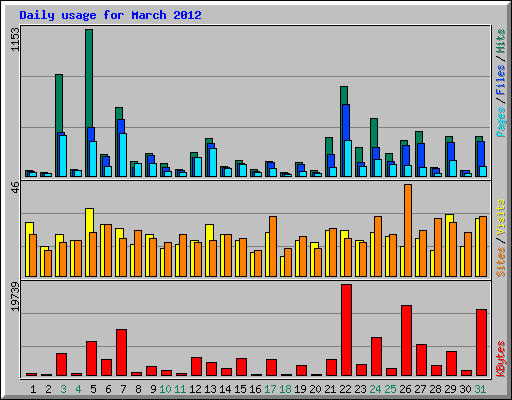 Daily usage for March 2012
1153
Pages / Files / Hits
46
Sites / Visits
19739
KBytes
1 2 3 4 5 6 7 8 9 10 11 12 13 14 15 16 17 18 19 20 21 22 23 24 25 26 27 28 29 30 31